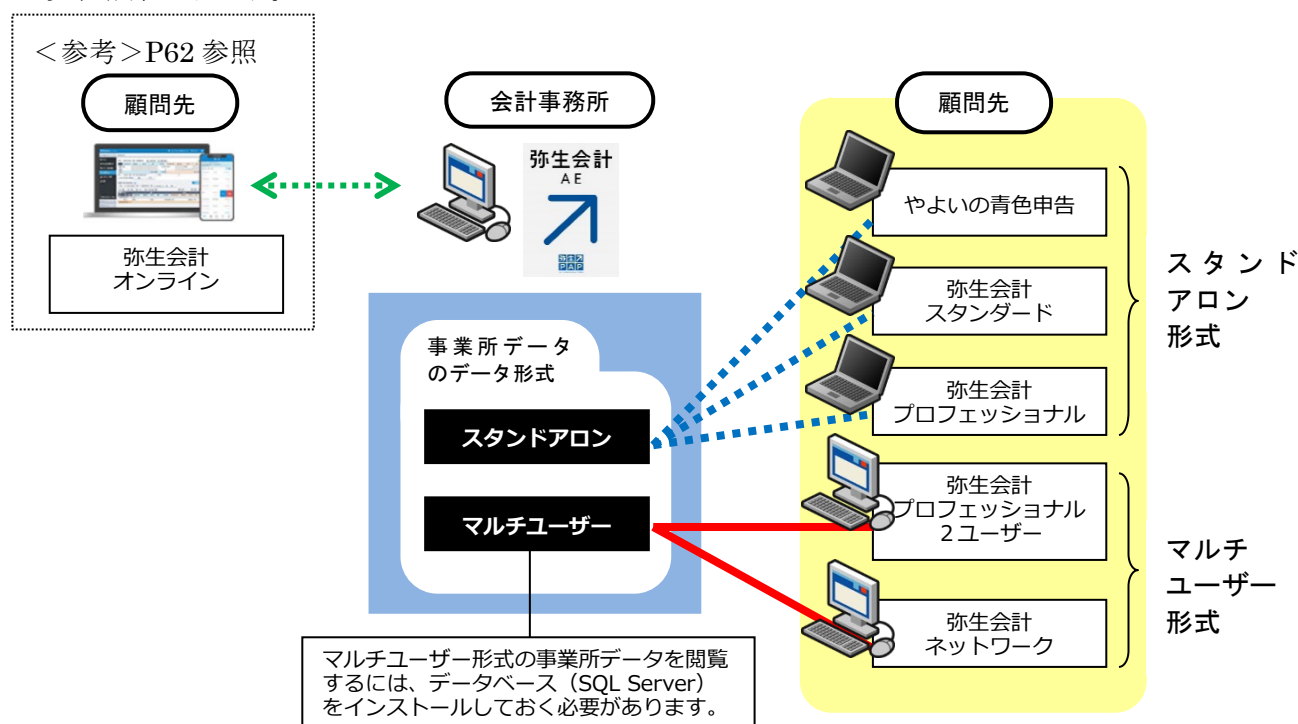 ＜参考＞P62 参照
顧問先
弥生会計
オンライン
会計事務所
弥生会計
AE
弥生
PAP
事業所データ
のデータ形式
スタンドアロン
マルチユーザー
マルチユーザー形式の事業所データを閲覧
するには、データベース（SQL Server）
をインストールしておく必要があります。
顧問先
やよいの青色申告
弥生会計
スタンダード
弥生会計
プロフェッショナル
弥生会計
プロフェッショナル
２ユーザー
弥生会計
ネットワーク
スタンド
アロン
形式
マルチ
ユーザー
形式